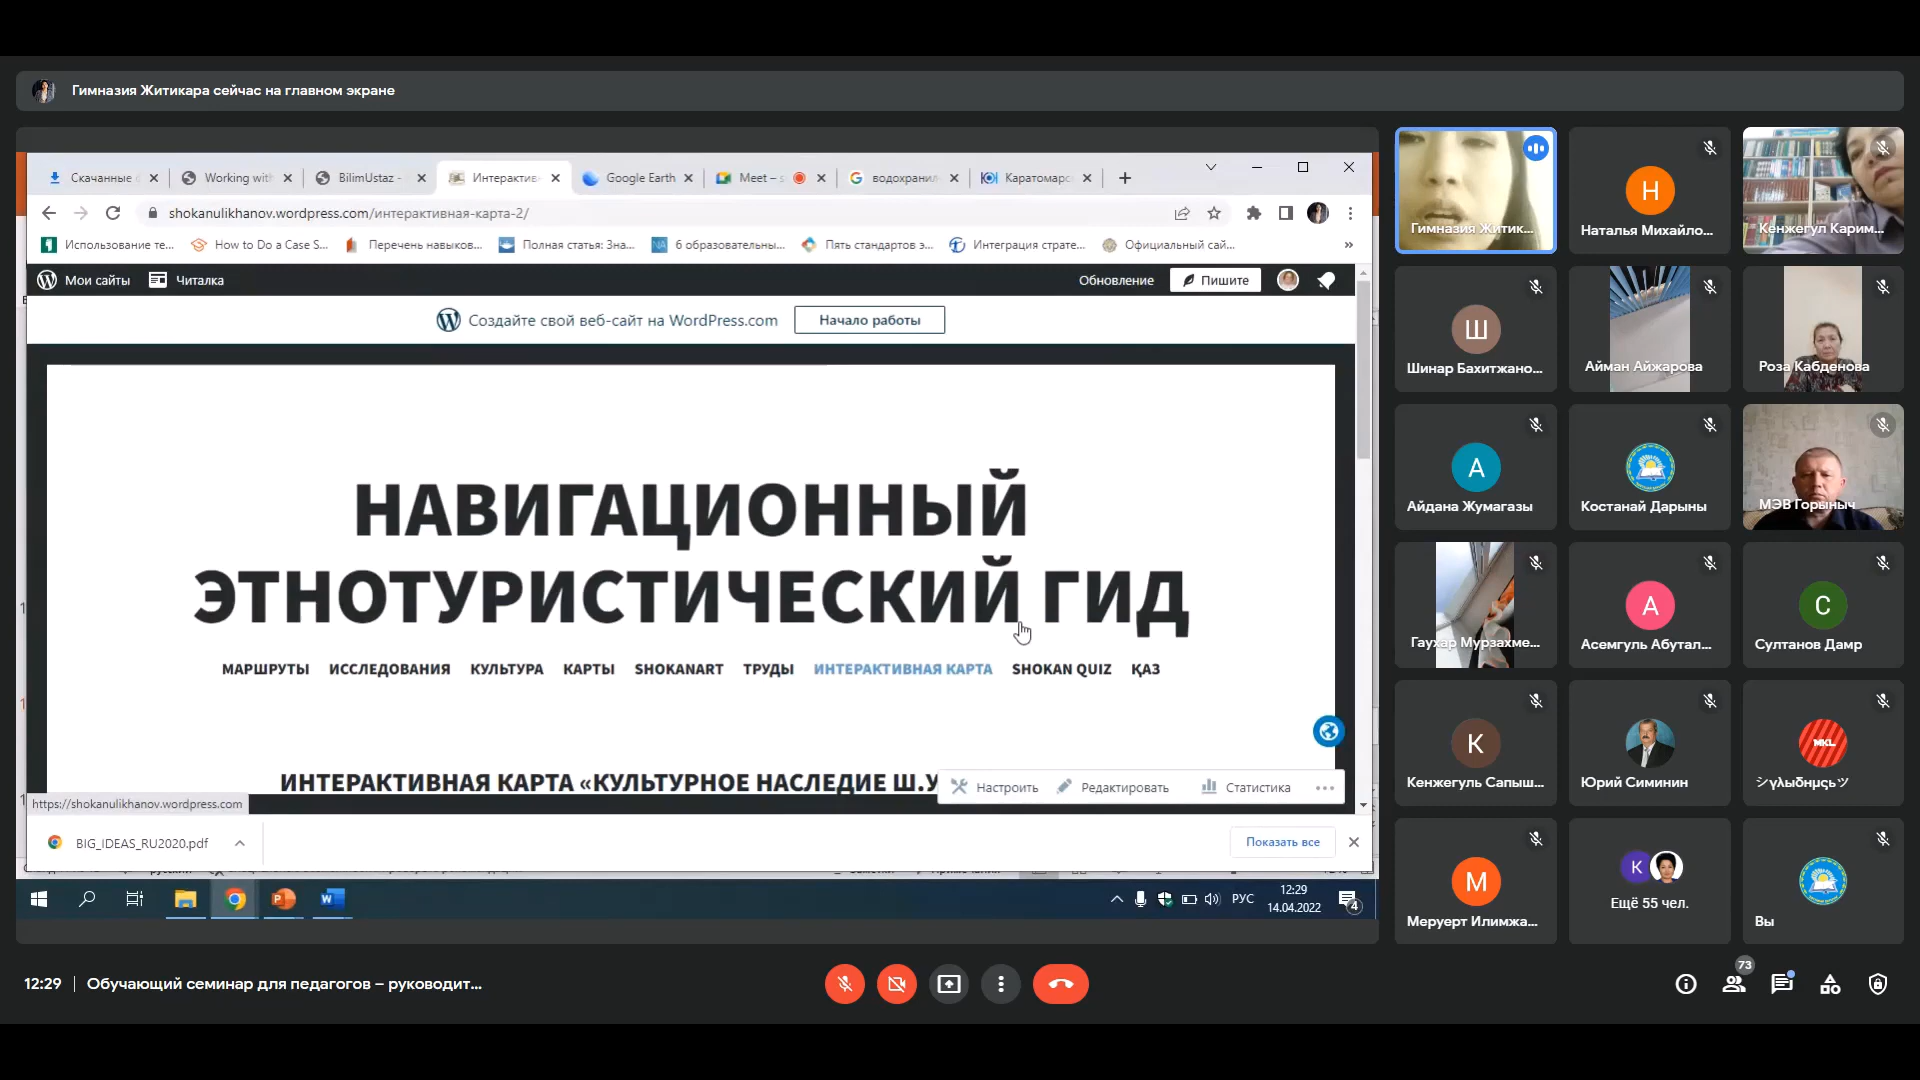 Гимназия Житикара сейчас на главном экране
Скачанные
Working with
BilimUstaz -
Интерактив
Google Earth
Meet –
водохранил
Каратомарс
shokanulikhanov.wordpress.com/интерактивная-карта-2/
Использование те...
How to Do a Case S...
Перечень навыков...
Полная статья: Зна...
6 образовательны...
Пять стандартов э...
Интеграция страте...
Официальный сай...
»
Мои сайты
Читалка
Обновление
Пишите
Создайте свой веб-сайт на WordPress.com
Начало работы
НАВИГАЦИОННЫЙ
ЭТНОТУРИСТИЧЕСКИЙ ГИД
МАРШРУТЫ ИССЛЕДОВАНИЯ КУЛЬТУРА КАРТЫ SHOKANART ТРУДЫ ИНТЕРАКТИВНАЯ КАРТА SHOKAN QUIZ ҚАЗ
ИНТЕРАКТИВНАЯ КАРТА «КУЛЬТУРНОЕ НАСЛЕДИЕ Ш.У
Настроить
Редактировать
Статистика
https://shokanulikhanov.wordpress.com
BIG_IDEAS_RU2020.pdf
Показать все
РУС
12:29
14.04.2022
4
Гимназия Житик...
Н
Наталья Михайло...
Кенжегул Карим...
Ш
Шинар Бахитжано...
Айман Айжарова
Роза Кабденова
А
Айдана Жумагазы
Костанай Дарыны
МЭВ Горыныч
Гаухар Мурзахме...
А
Асемгуль Абутал...
С
Султанов Дамр
К
Кенжегуль Сапыш...
Юрий Симинин
MKL
М
Меруерт Илимжа...
К
Ещё 55 чел.
Вы
12:29
Обучающий семинар для педагогов – руководит...
73